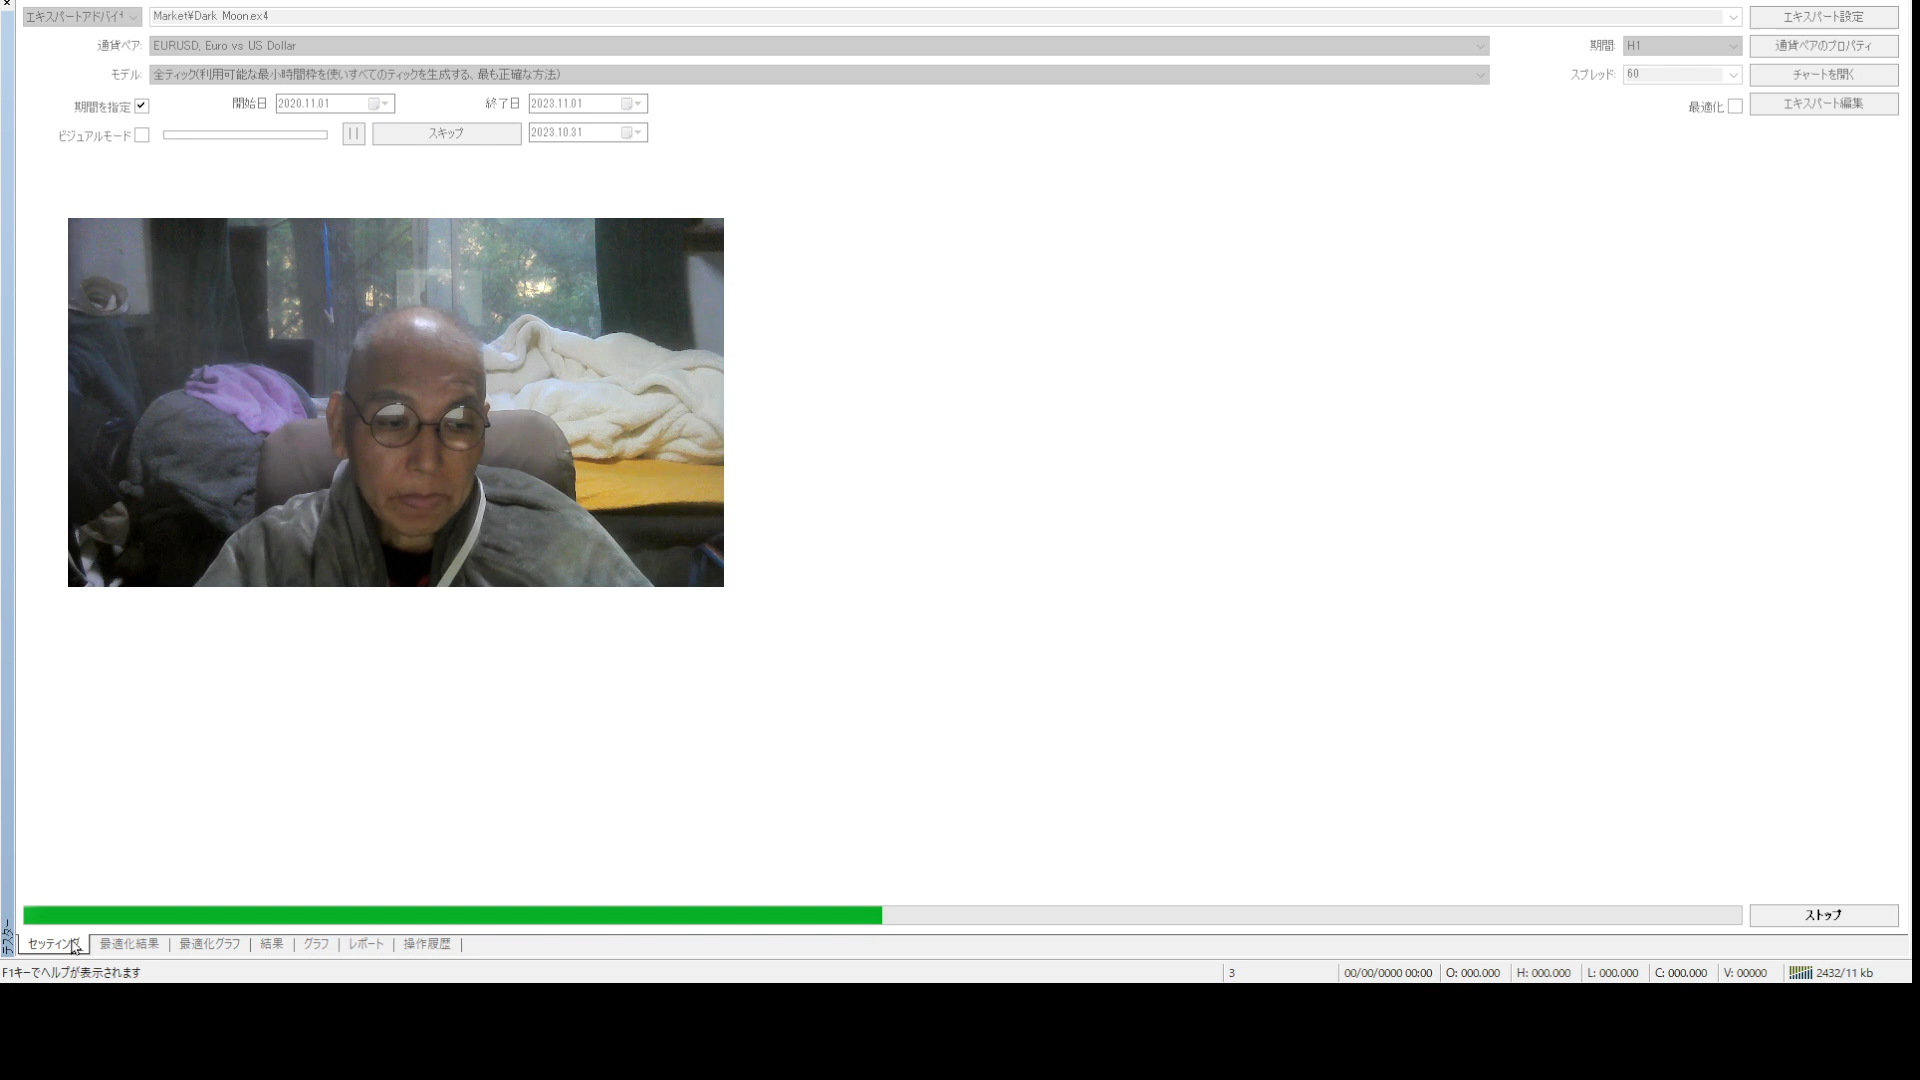 エキスパートアドバイザ Market¥Dark Moon.ex4 エキスパート設定
通貨ペア: EURUSD, Euro vs US Dollar 期間: H1 通貨ペアのプロパティ
モデル: 全ティック(利用可能な最小時間枠を使いすべてのティックを生成する、最も正確な方法) スプレッド: 60 チャートを開く
期間を指定 開始日 2020.11.01 終了日 2023.11.01 最適化 エキスパート編集
ビジュアルモード スキップ 2023.10.31
ストップ
テスター
セッティング 最適化結果 最適化グラフ 結果 グラフ レポート 操作履歴
F1キーでヘルプが表示されます 3 00/00/0000 00:00 O: 000.000 H: 000.000 L: 000.000 C: 000.000 V: 00000 2432/11 kb